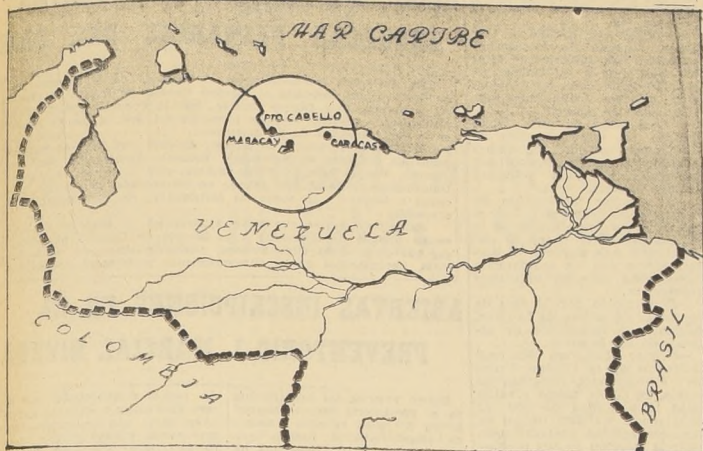 MAR CARIBE
PTO. CABELLO
MARACAY
CARACAS
VENEZUELA
COLOMBIA
BRASIL